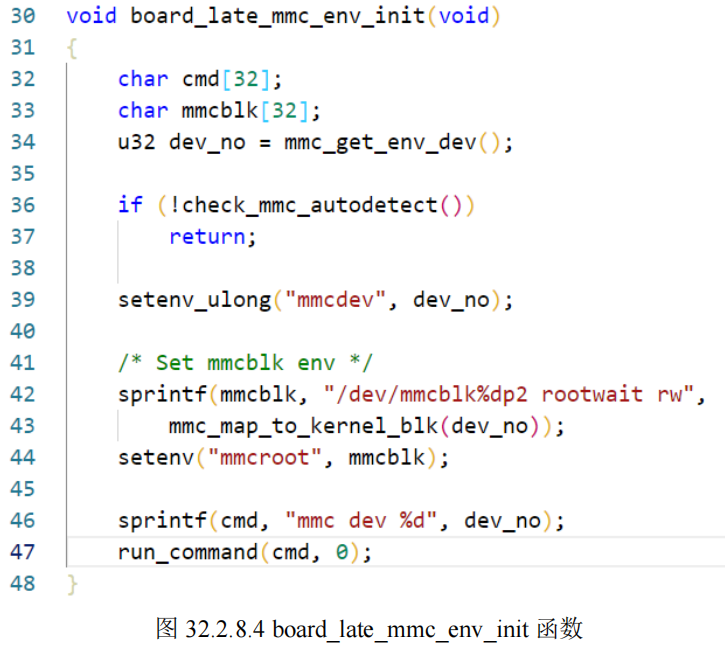 30 void board_late_mmc_env_init(void)
31 {
32     char cmd[32];
33     char mmcblk[32];
34     u32 dev_no = mmc_get_env_dev();
35
36     if (!check_mmc_autodetect())
37         return;
38
39     setenv_ulong("mmcdev", dev_no);
40
41     /* Set mmcblk env */
42     sprintf(mmcblk, "/dev/mmcblk%dp2 rootwait rw",
43         mmc_map_to_kernel_blk(dev_no));
44     setenv("mmcroot", mmcblk);
45
46     sprintf(cmd, "mmc dev %d", dev_no);
47     run_command(cmd, 0);
48 }
图 32.2.8.4 board_late_mmc_env_init 函数